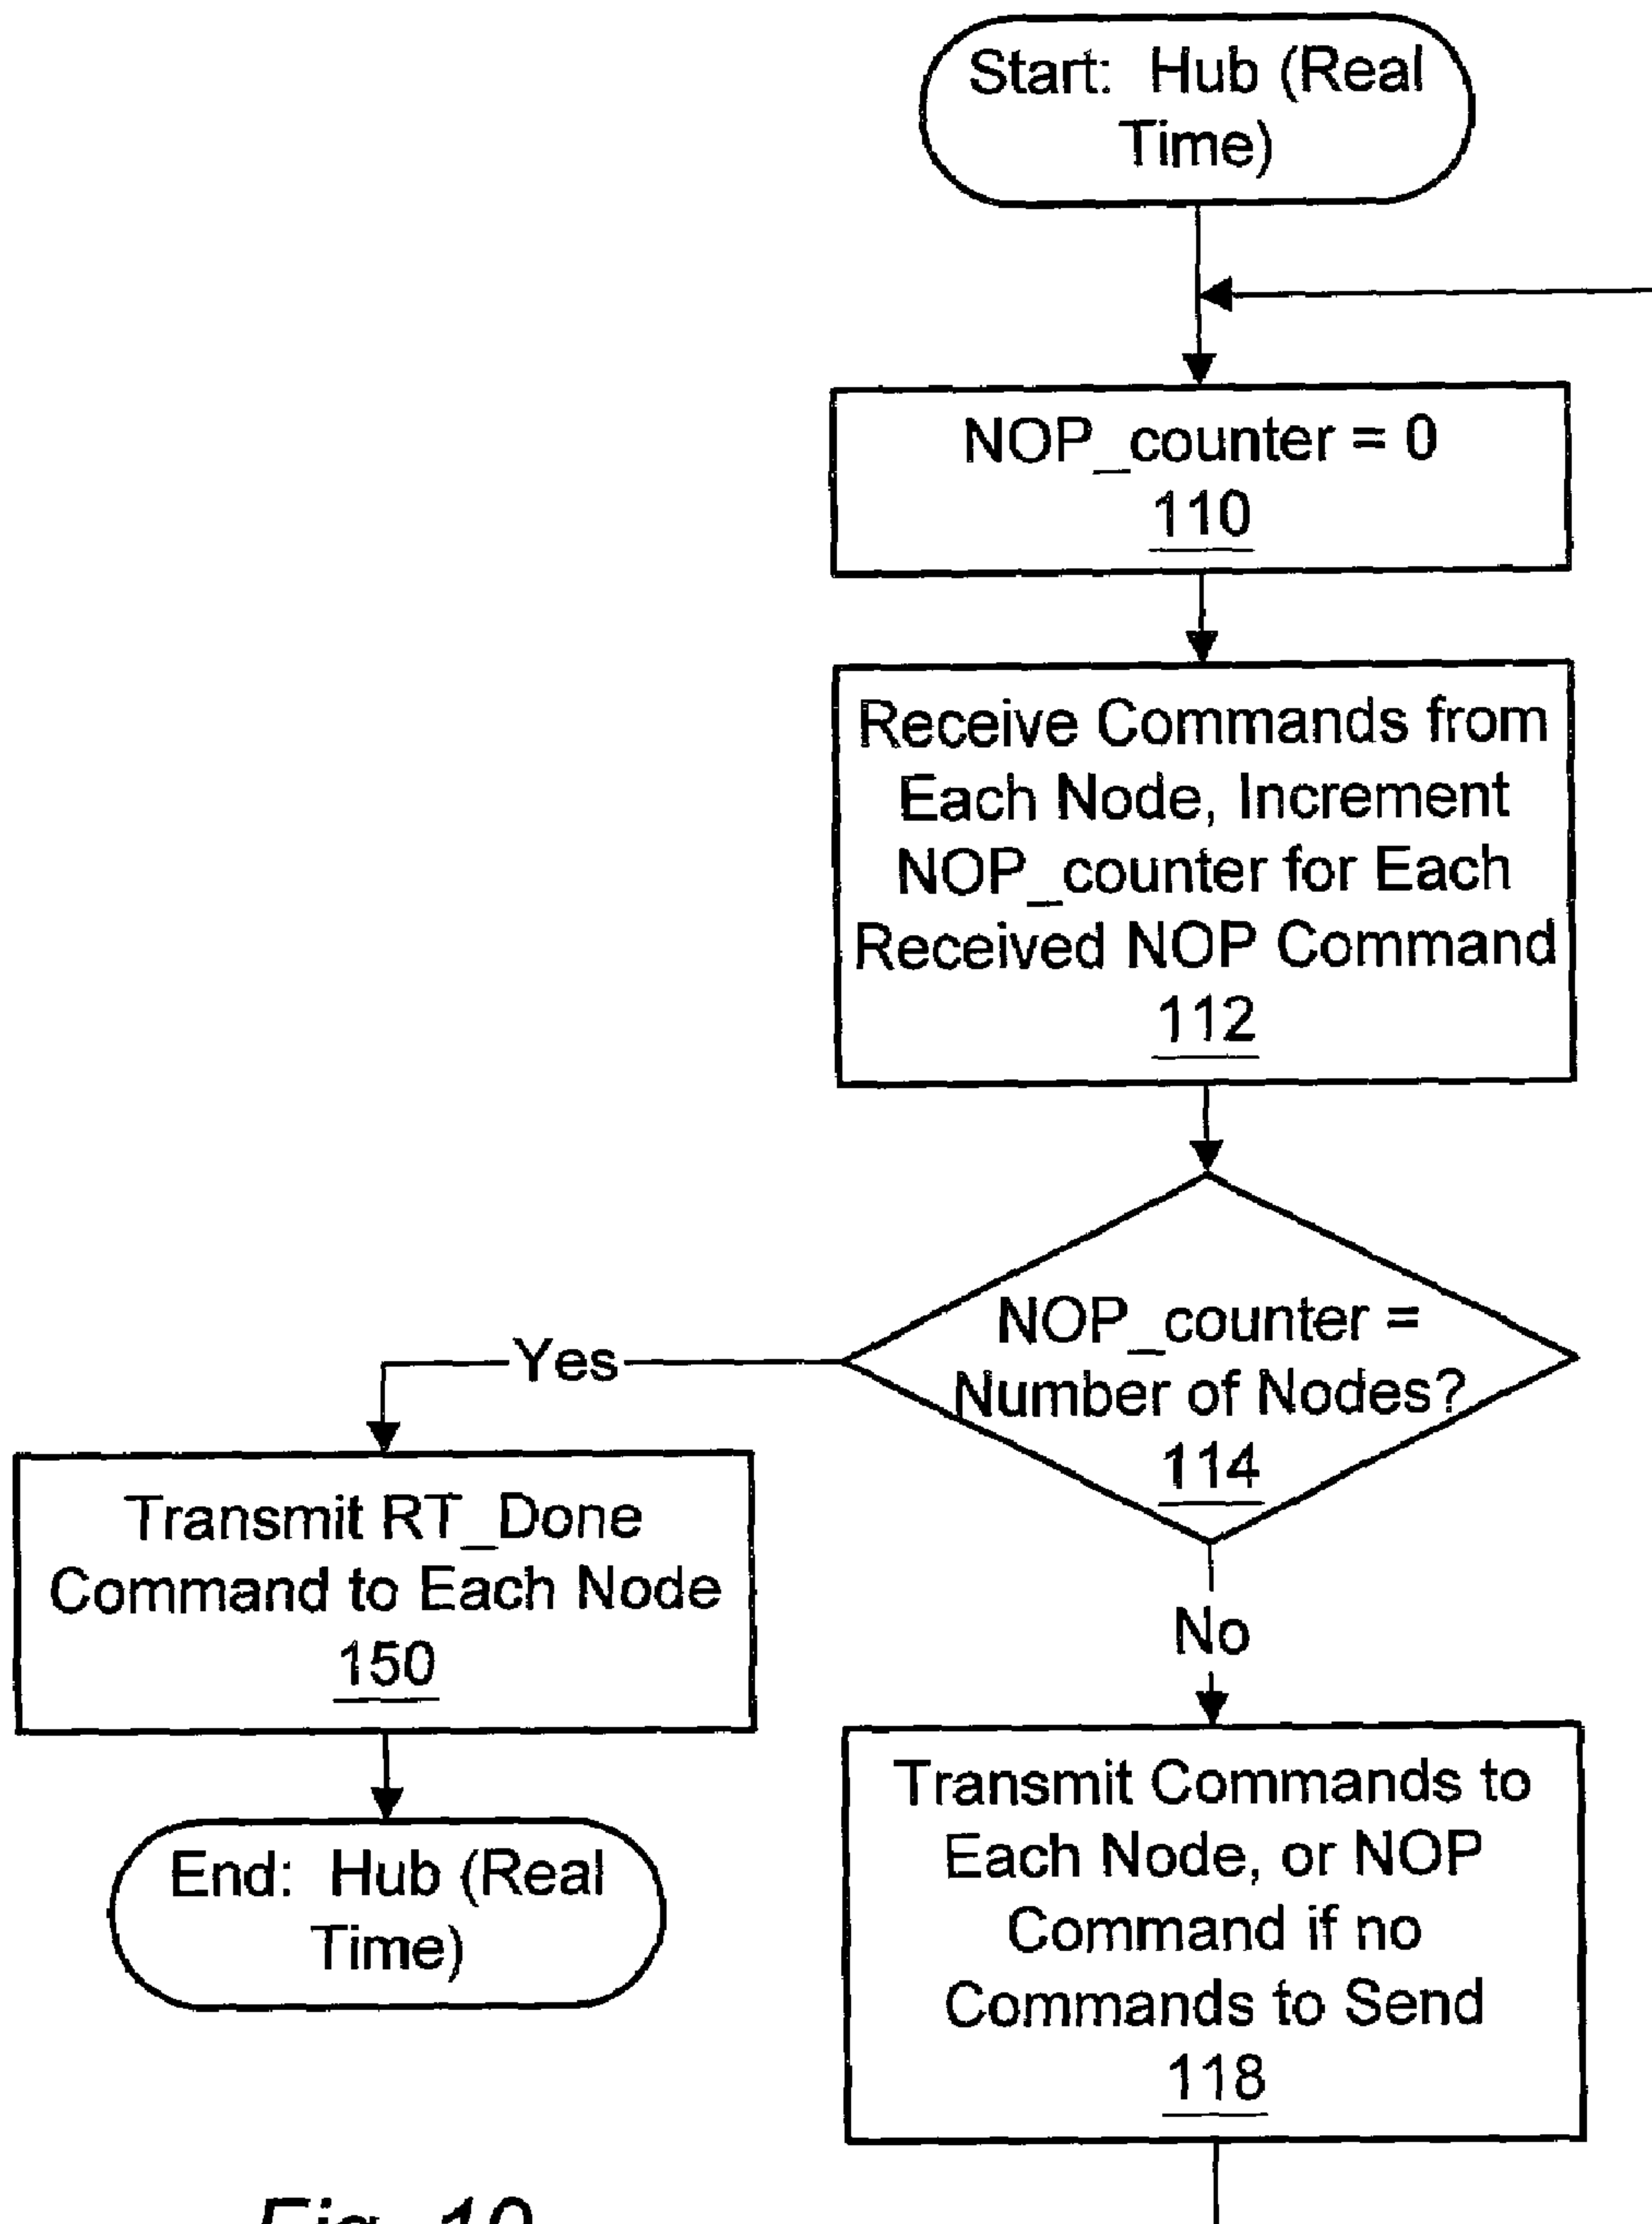 Start: Hub (Real
Time)
NOP_counter = 0
110
Receive Commands from
Each Node, Increment
NOP_counter for Each
Received NOP Command
112
NOP_counter =
Number of Nodes?
114
Yes
No
Transmit RT_Done
Command to Each Node
150
End: Hub (Real
Time)
Transmit Commands to
Each Node, or NOP
Command if no
Commands to Send
118
Fig. 10